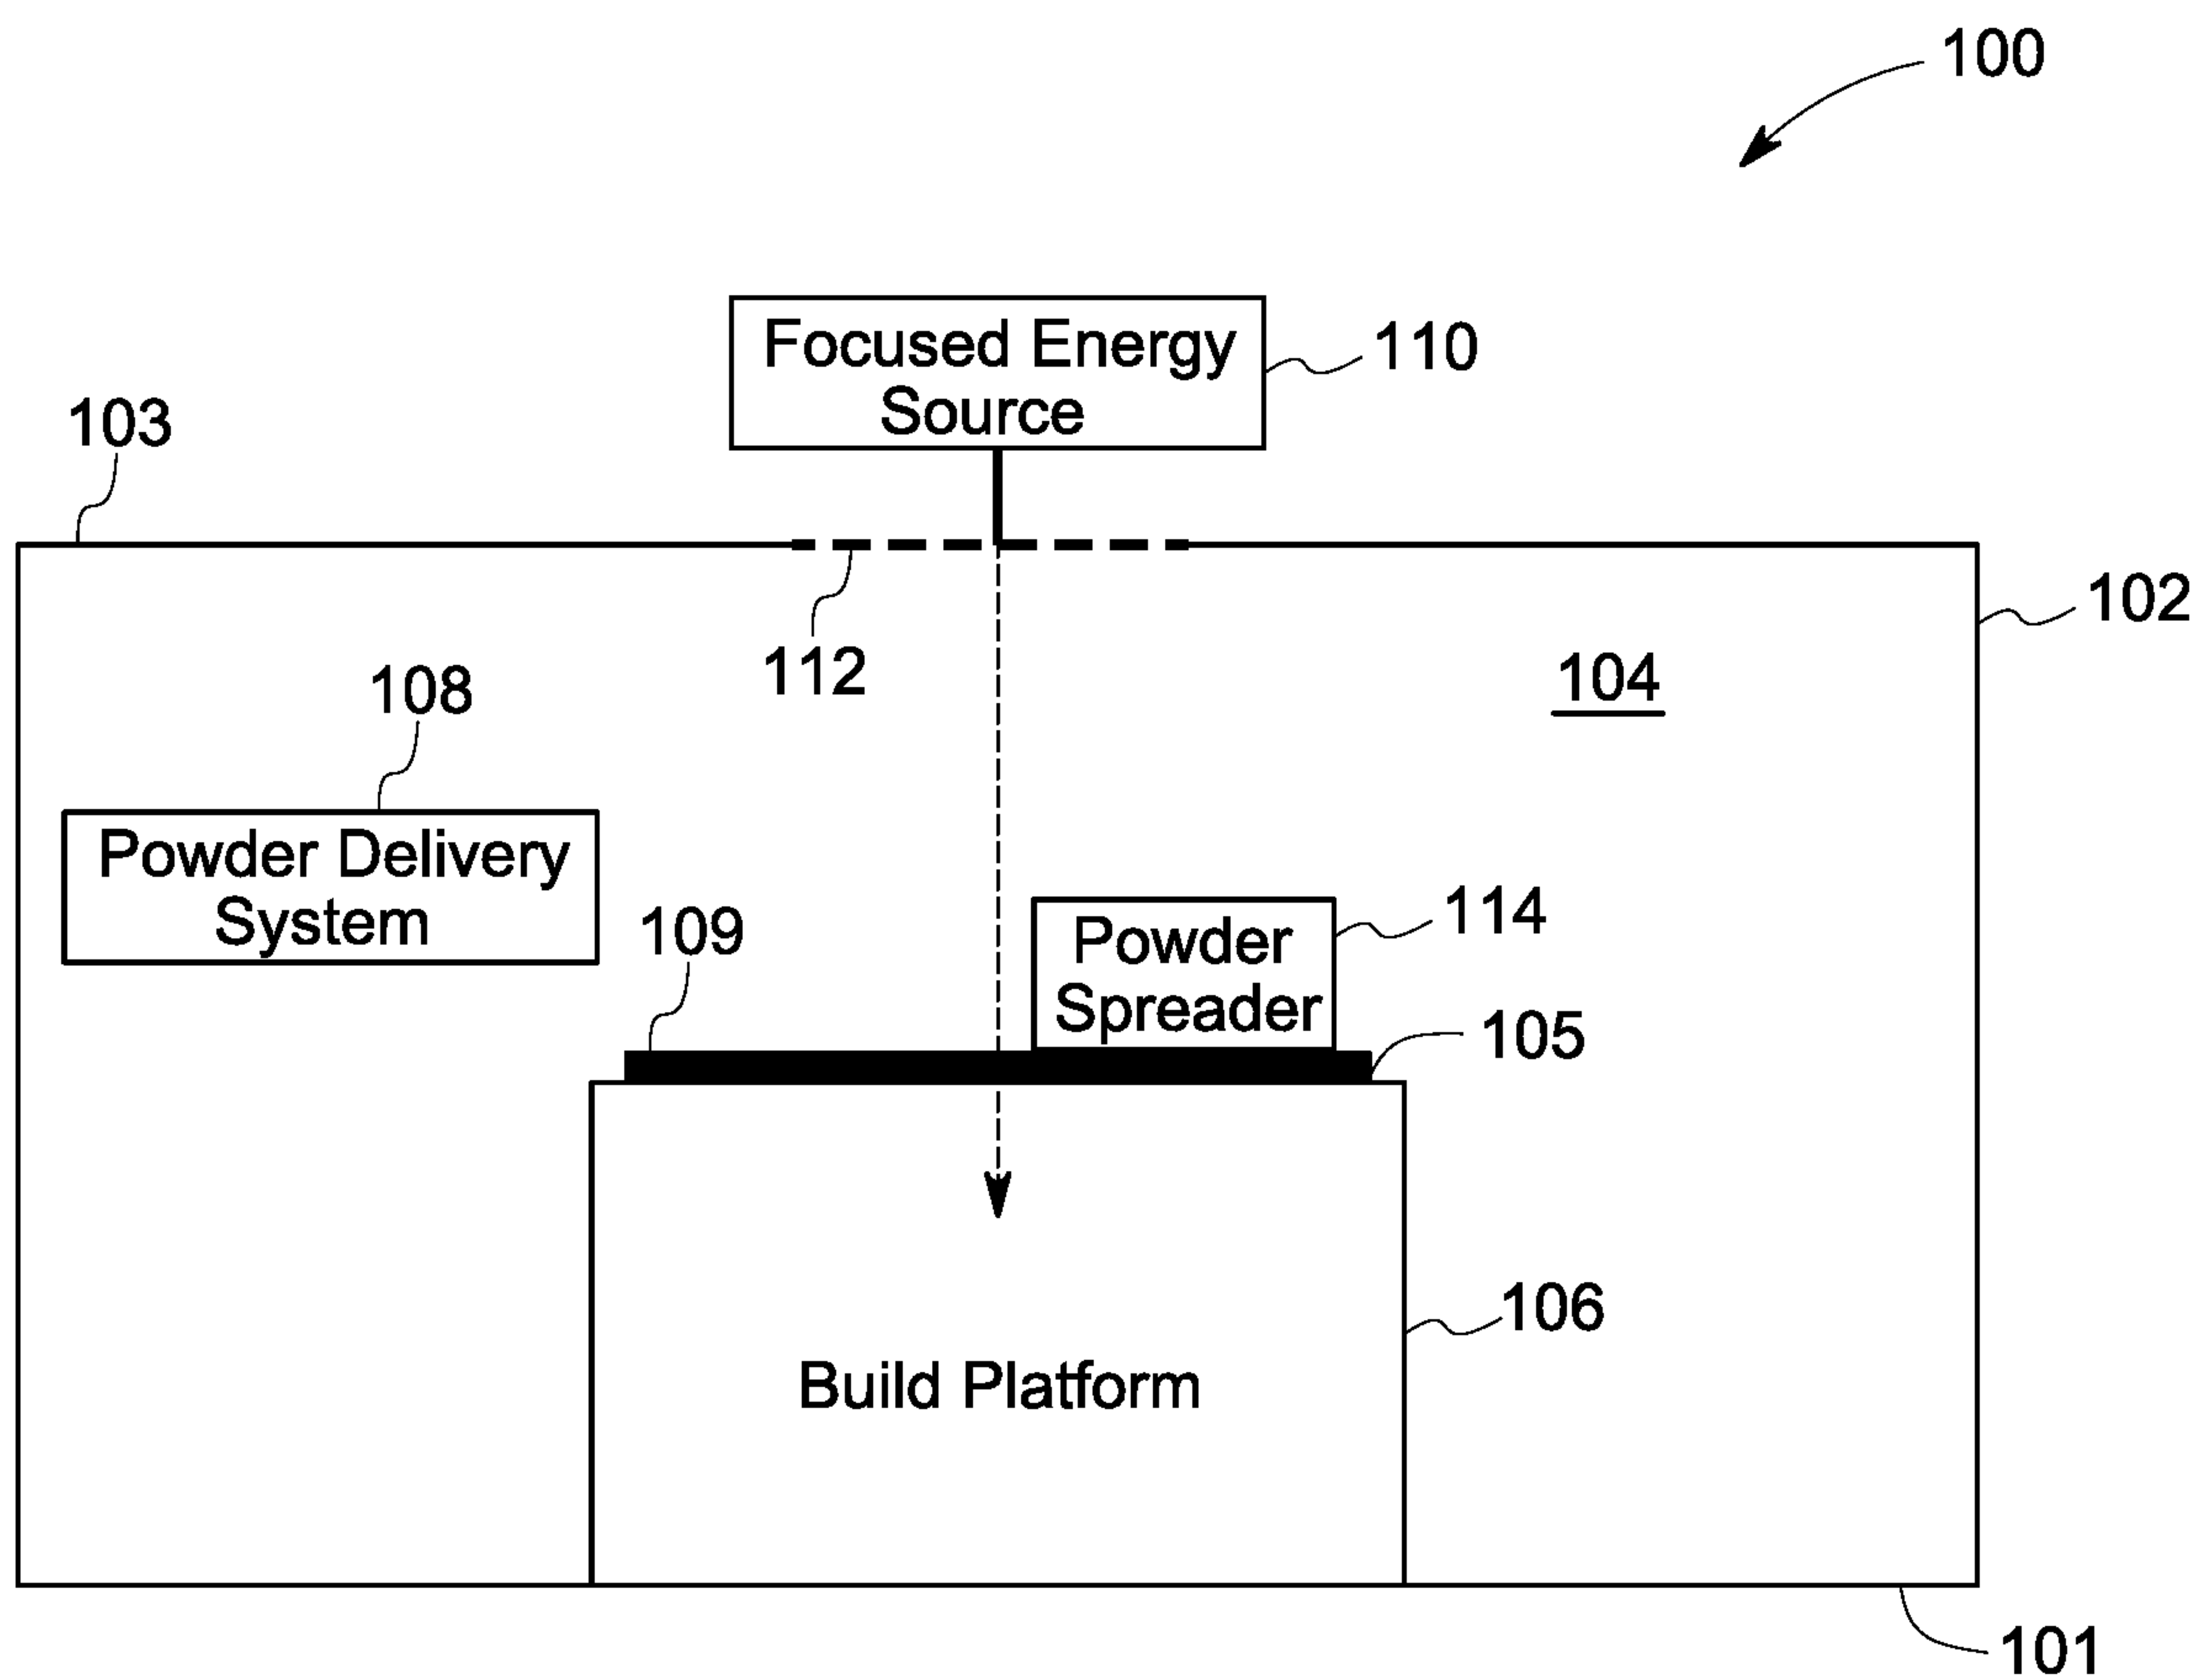 100
Focused Energy
Source
110
103
102
112
104
108
Powder Delivery
System
109
114
Powder
Spreader
105
106
Build Platform
101